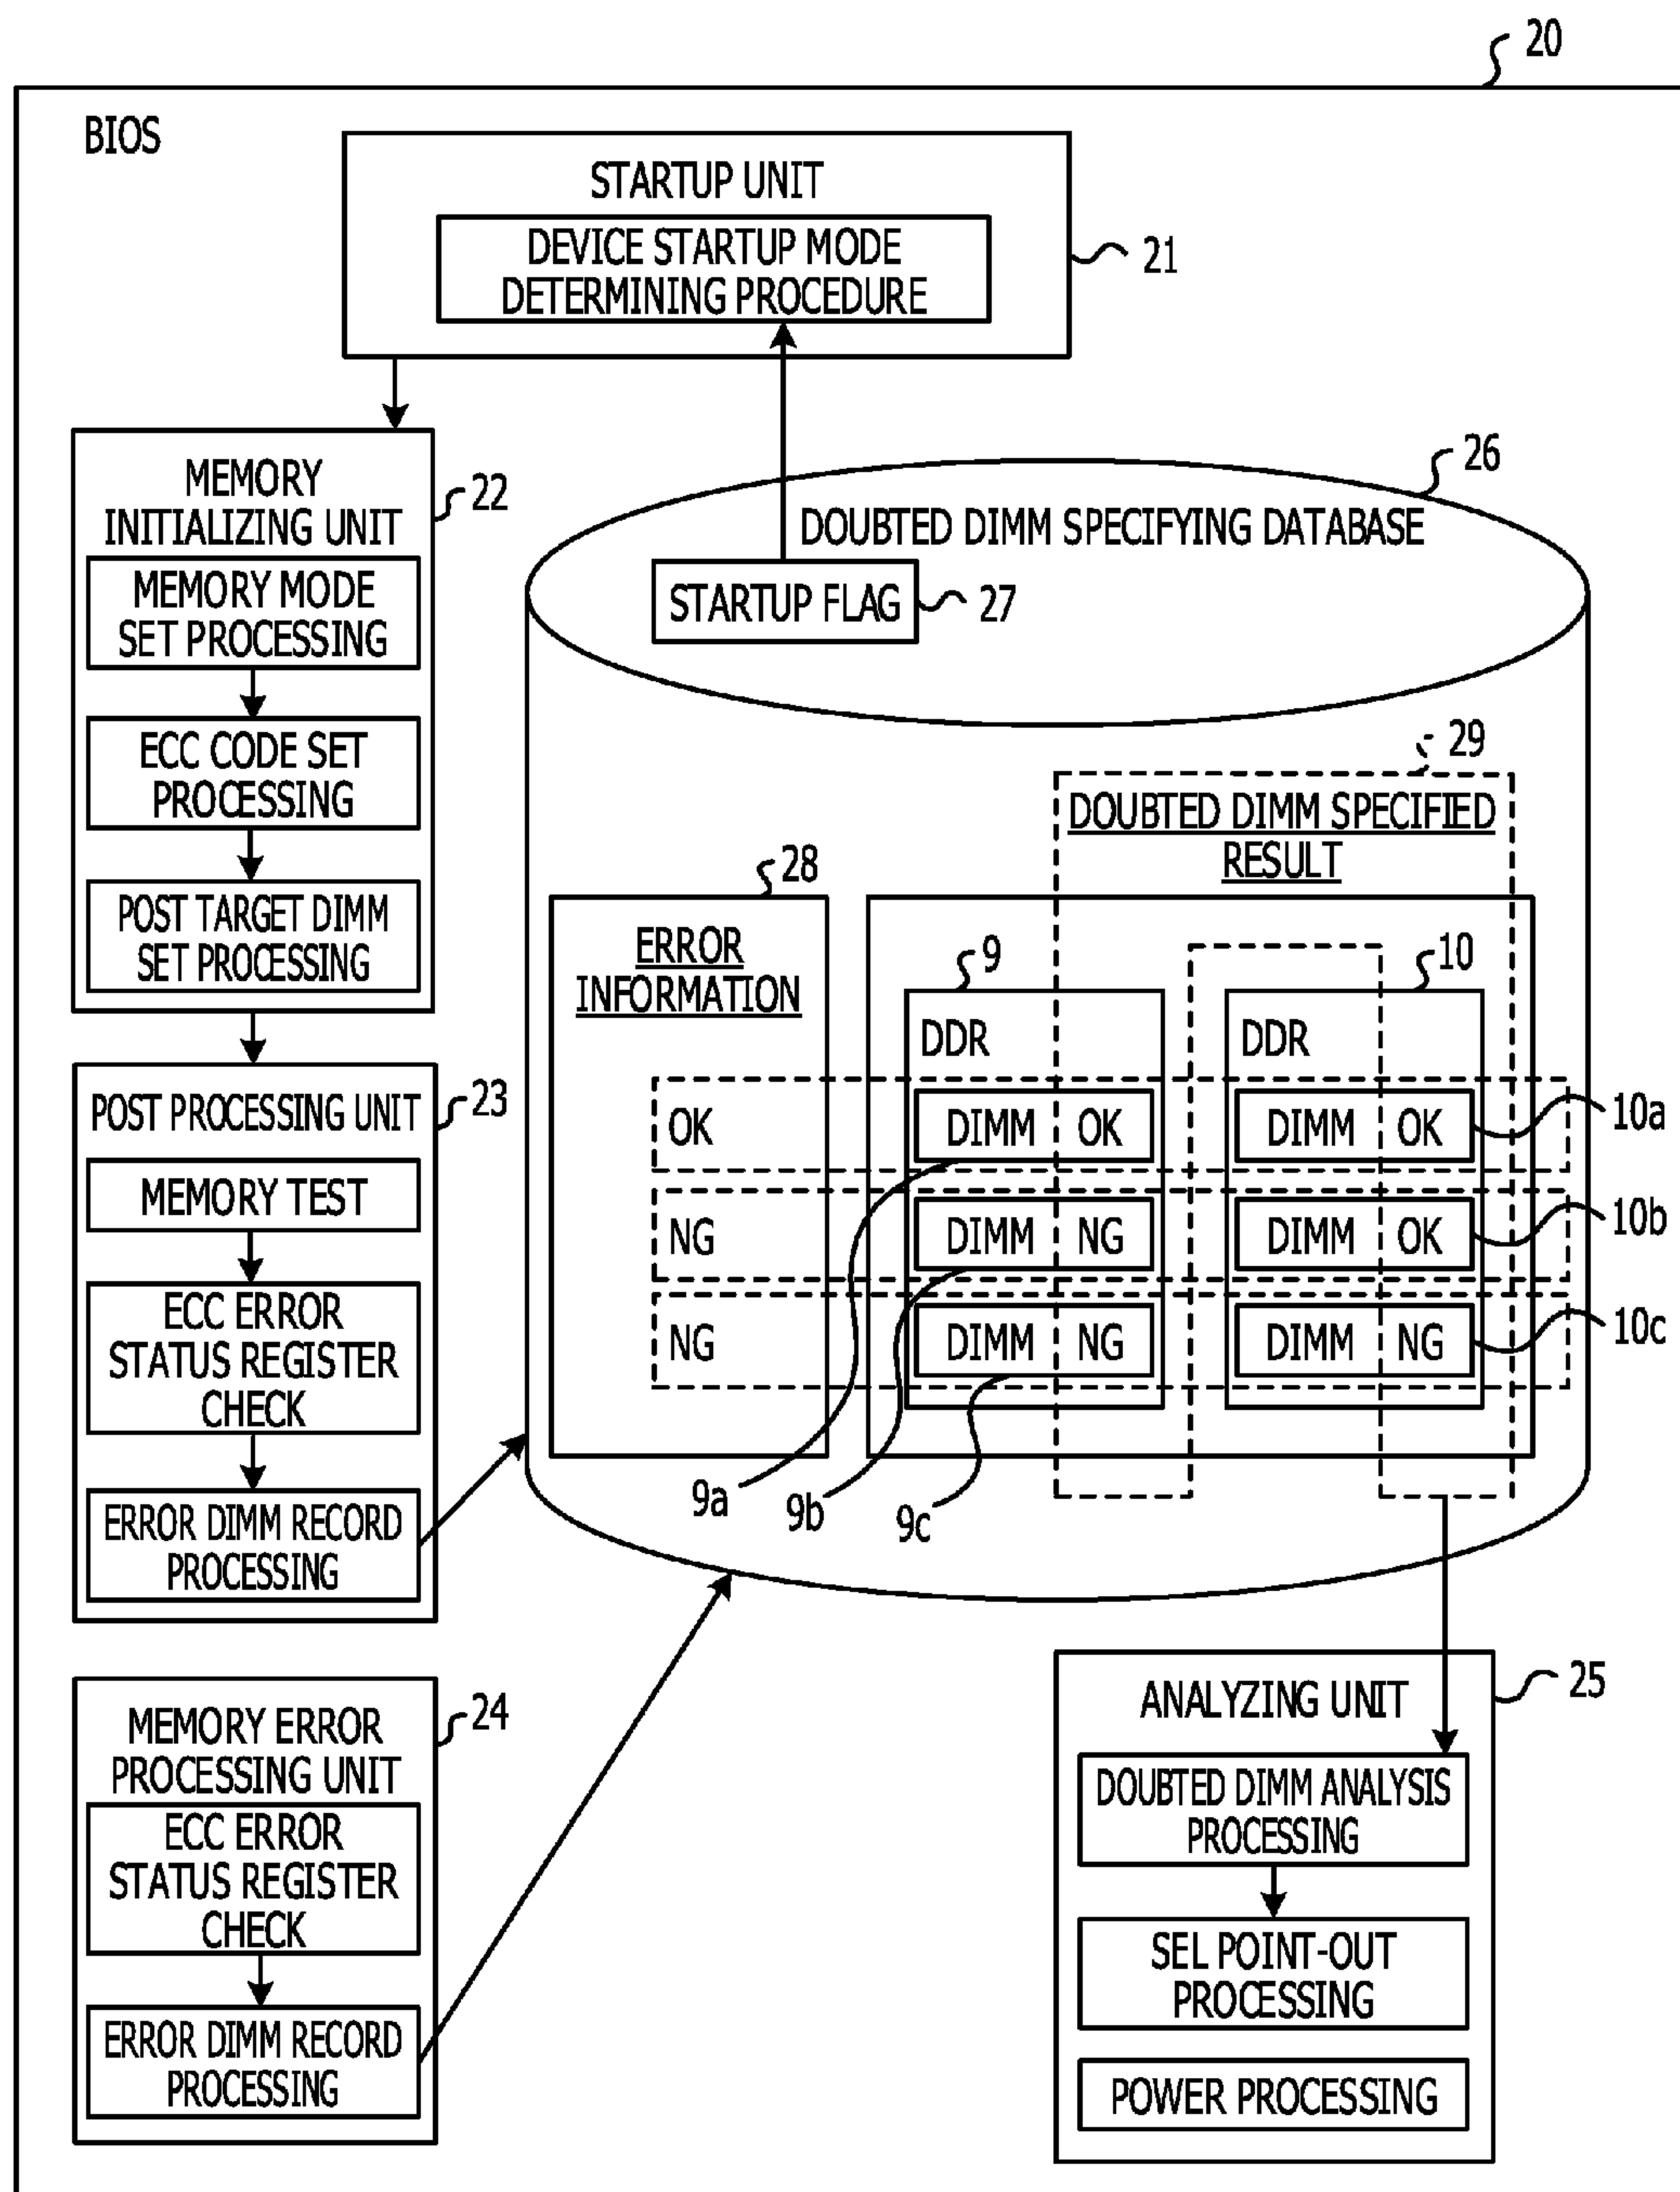 20
BIOS
STARTUP UNIT
DEVICE STARTUP MODE
DETERMINING PROCEDURE
21
MEMORY
INITIALIZING UNIT
22
MEMORY MODE
SET PROCESSING
ECC CODE SET
PROCESSING
POST TARGET DIMM
SET PROCESSING
POST PROCESSING UNIT
23
MEMORY TEST
ECC ERROR
STATUS REGISTER
CHECK
ERROR DIMM RECORD
PROCESSING
MEMORY ERROR
PROCESSING UNIT
24
ECC ERROR
STATUS REGISTER
CHECK
ERROR DIMM RECORD
PROCESSING
26
DOUBTED DIMM SPECIFYING DATABASE
STARTUP FLAG
27
29
DOUBTED DIMM SPECIFIED
RESULT
28
ERROR
INFORMATION
9
10
DDR
DDR
OK
DIMM OK
DIMM OK
10a
NG
DIMM NG
DIMM OK
10b
NG
DIMM NG
DIMM NG
10c
9a
9b
9c
ANALYZING UNIT
25
DOUBTED DIMM ANALYSIS
PROCESSING
SEL POINT-OUT
PROCESSING
POWER PROCESSING